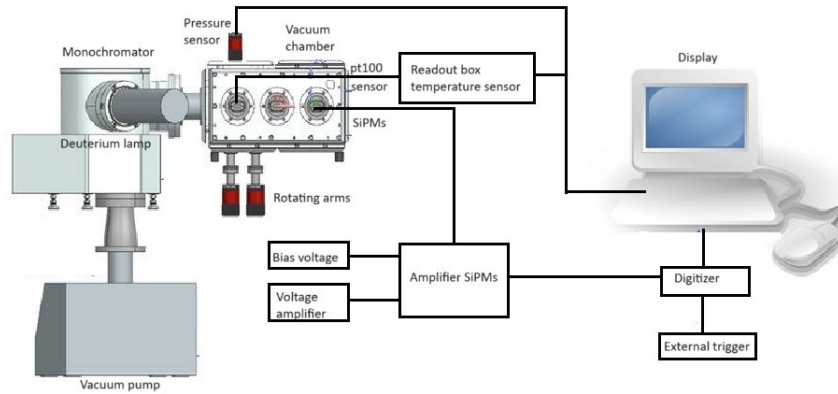 Pressure
sensor
Vacuum
chamber
Monochromator
pt100
sensor
Readout box
temperature sensor
Display
SiPMs
Deuterium lamp
Rotating arms
Bias voltage
Amplifier SiPMs
Digitizer
Voltage
amplifier
External trigger
Vacuum pump